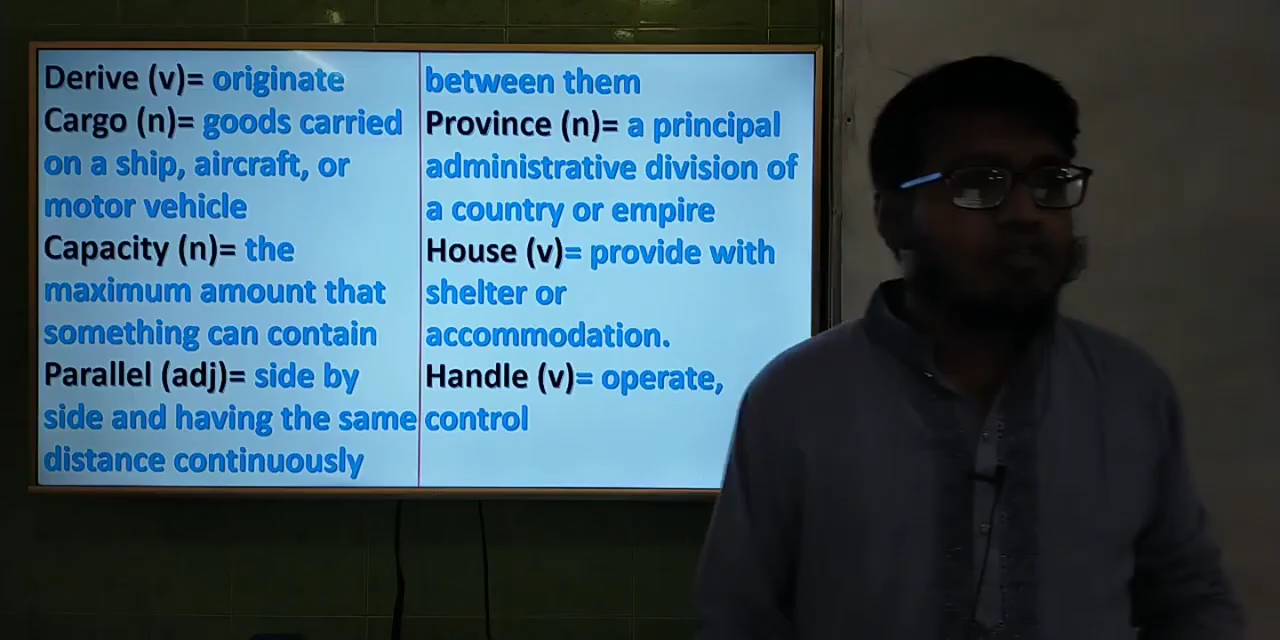 Derive (v)= originate
Cargo (n)= goods carried
on a ship, aircraft, or
motor vehicle
Capacity (n)= the
maximum amount that
something can contain
Parallel (adj)= side by
side and having the same
distance continuously
between them
Province (n)= a principal
administrative division of
a country or empire
House (v)= provide with
shelter or
accommodation.
Handle (v)= operate,
control